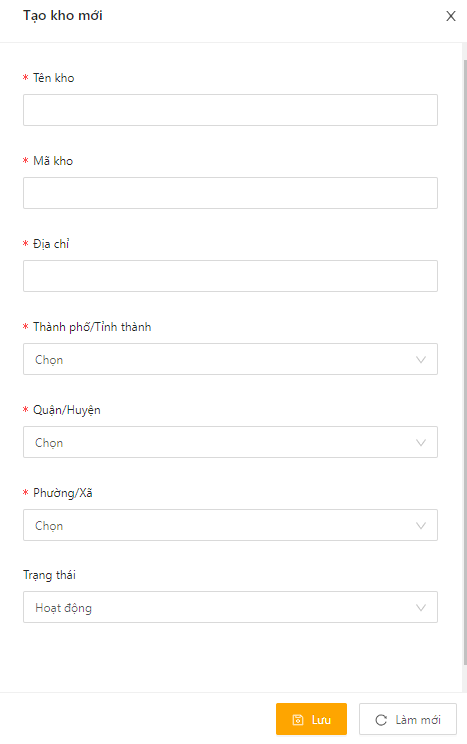 Tạo kho mới
* Tên kho
* Mã kho
* Địa chỉ
* Thành phố/Tỉnh thành
Chọn
* Quận/Huyện
Chọn
* Phường/Xã
Chọn
Trạng thái
Hoạt động
Lưu
Làm mới